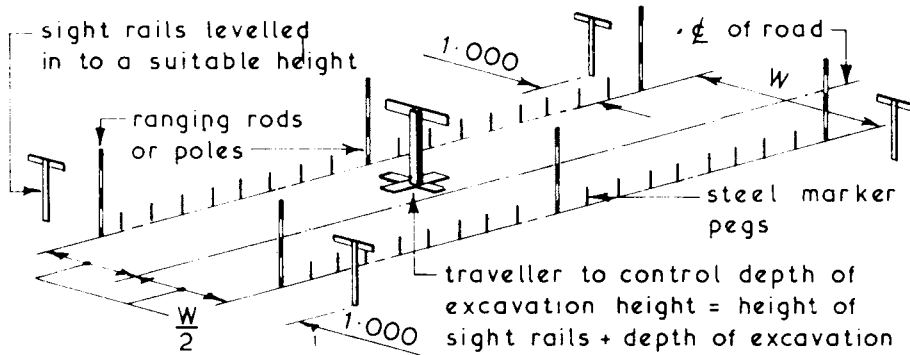 sight rails levelled
in to a suitable height
1·000
℄ of road
W
ranging rods
or poles
steel marker
pegs
traveller to control depth of
excavation height = height of
sight rails + depth of excavation
W
2
1·000